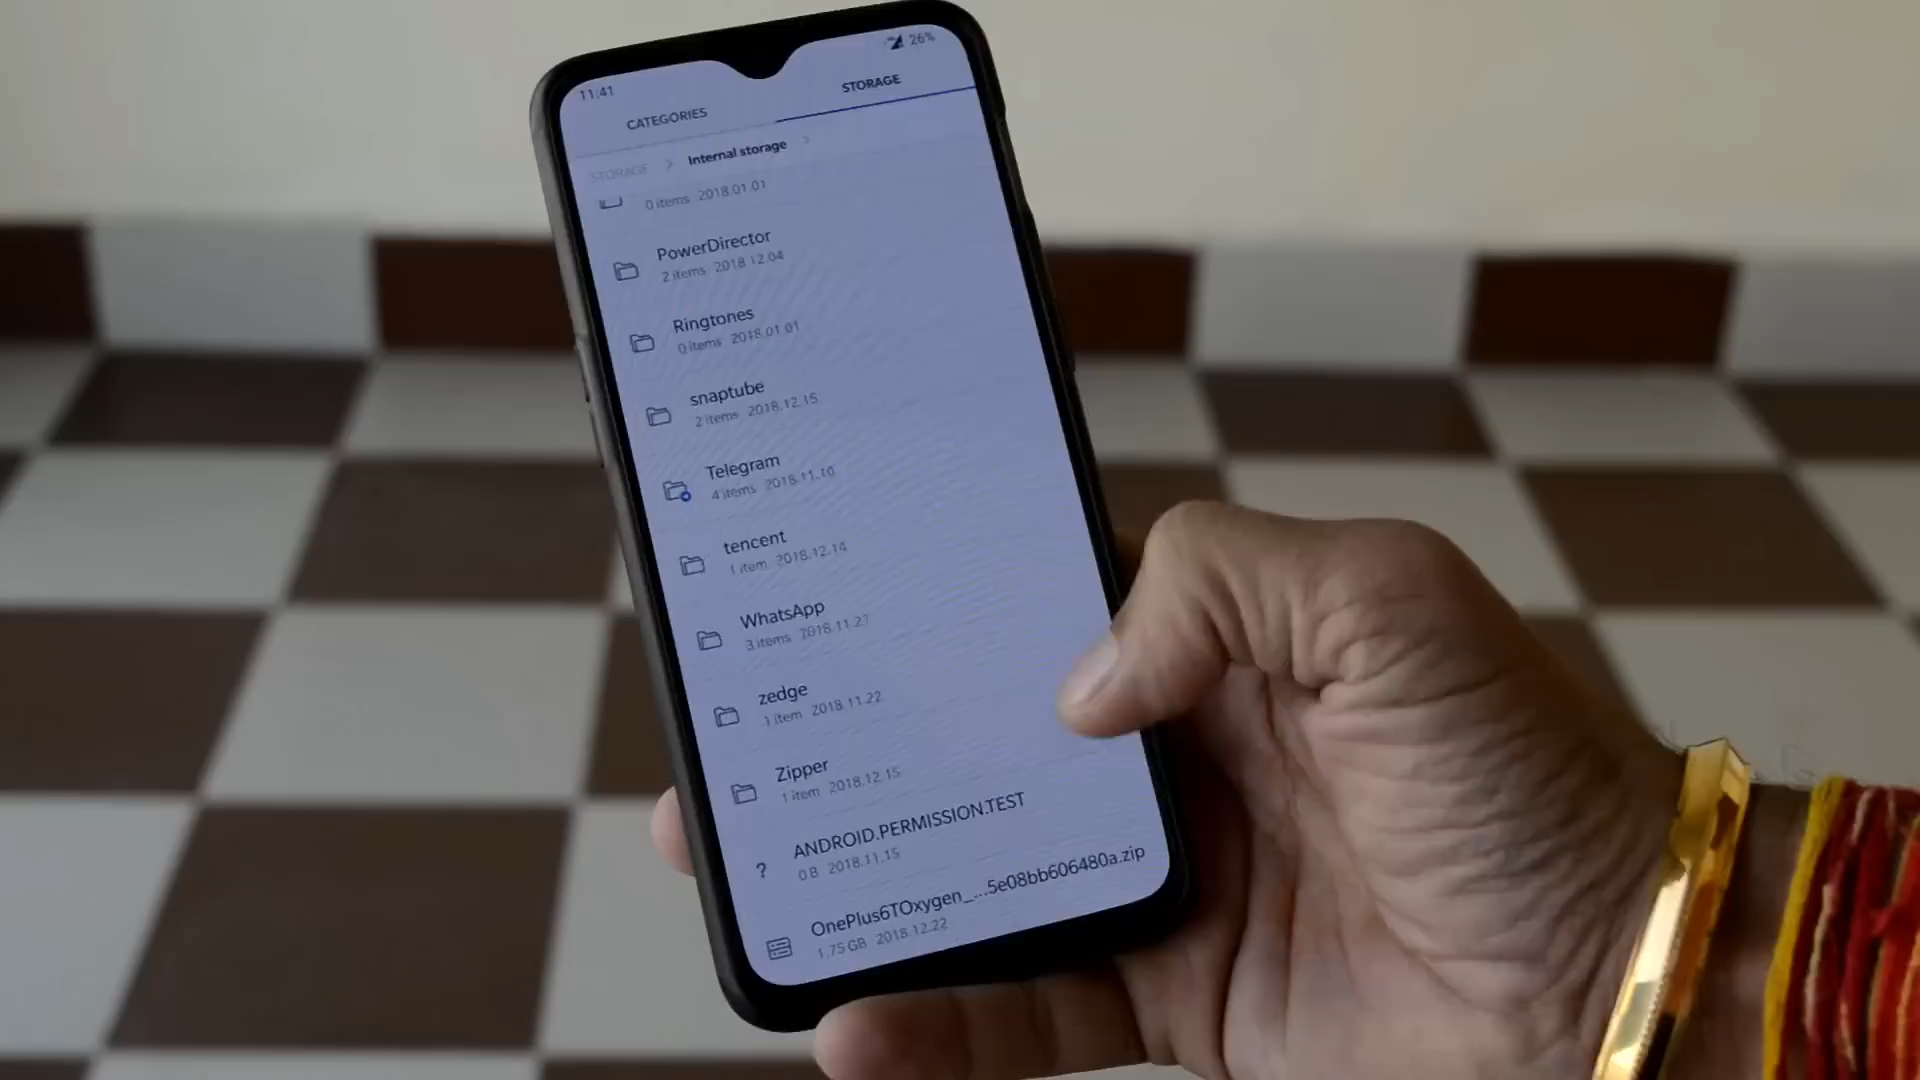 11:41
26%
CATEGORIES
STORAGE
STORAGE > Internal storage >
0 items 2018.01.01
PowerDirector
2 items 2018.12.04
Ringtones
0 items 2018.01.01
snaptube
2 items 2018.12.15
Telegram
4 items 2018.11.10
tencent
1 item 2018.12.14
WhatsApp
3 items 2018.11.27
zedge
1 item 2018.11.22
Zipper
1 item 2018.12.15
?
ANDROID.PERMISSION.TEST
0 B 2018.11.15
OnePlus6TOxygen_...5e08bb606480a.zip
1.75 GB 2018.12.22